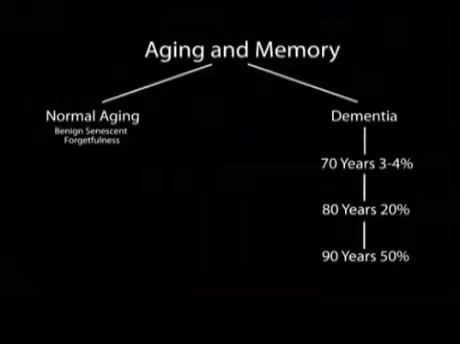 Aging and Memory
Normal Aging
Benign Senescent
Forgetfulness
Dementia
70 Years 3-4%
80 Years 20%
90 Years 50%